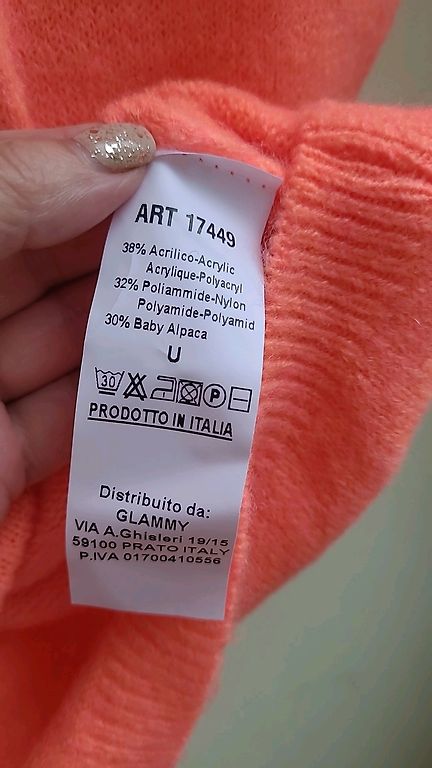 ART 17449
38% Acrilico-Acrylic
Acrylique-Polyacryl
32% Poliammide-Nylon
Polyamide-Polyamid
30% Baby Alpaca
U
30 P
PRODOTTO IN ITALIA
Distribuito da:
GLAMMY
VIA A.Ghisleri 19/15
59100 PRATO ITALY
P.IVA 01700410556